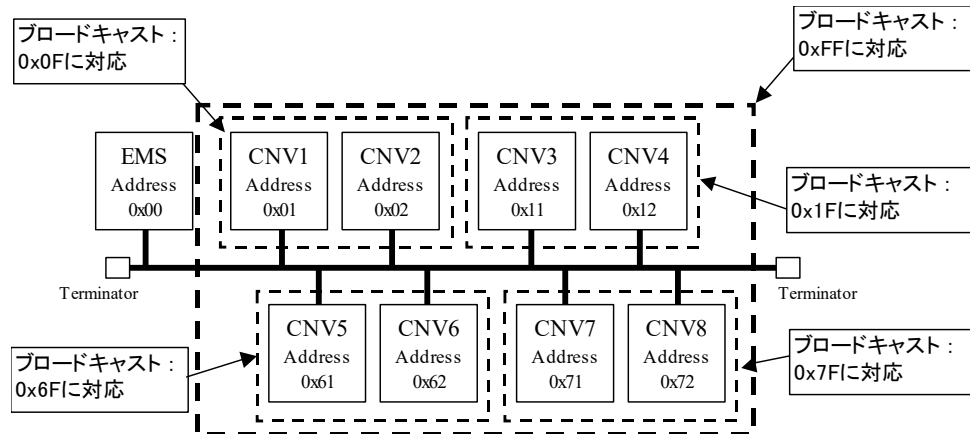 ブロードキャスト：
0x0Fに対応
ブロードキャスト：
0xFFに対応
EMS
Address
0x00
CNV1
Address
0x01
CNV2
Address
0x02
CNV3
Address
0x11
CNV4
Address
0x12
ブロードキャスト：
0x1Fに対応
Terminator
Terminator
CNV5
Address
0x61
CNV6
Address
0x62
CNV7
Address
0x71
CNV8
Address
0x72
ブロードキャスト：
0x6Fに対応
ブロードキャスト：
0x7Fに対応